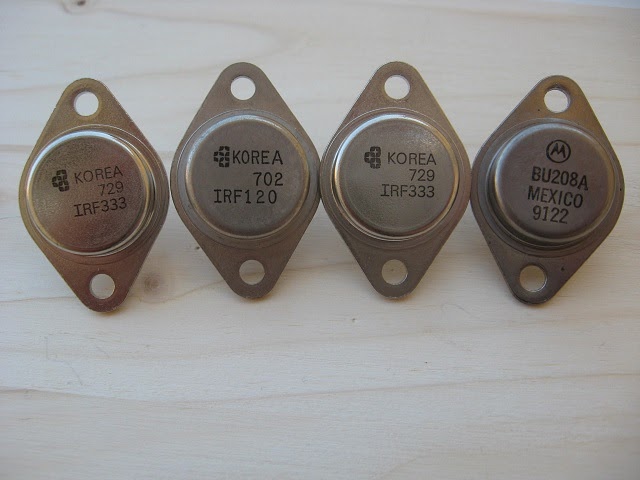 KOREA
729
IRF333
KOREA
702
IRF120
KOREA
729
IRF333
BU208A
MEXICO
9122